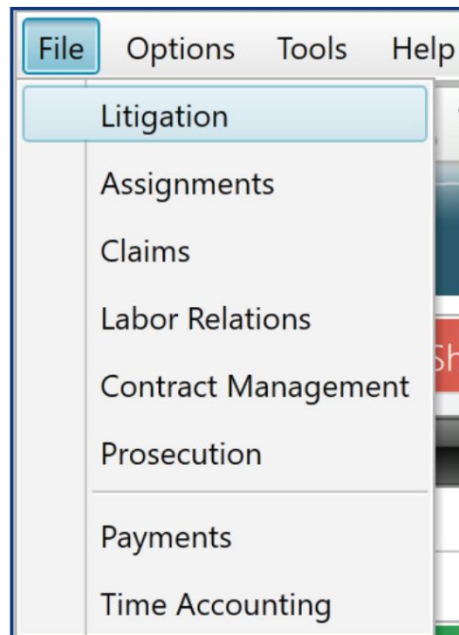 File Options Tools Help
Litigation
Assignments
Claims
Labor Relations
Contract Management
Prosecution
Payments
Time Accounting